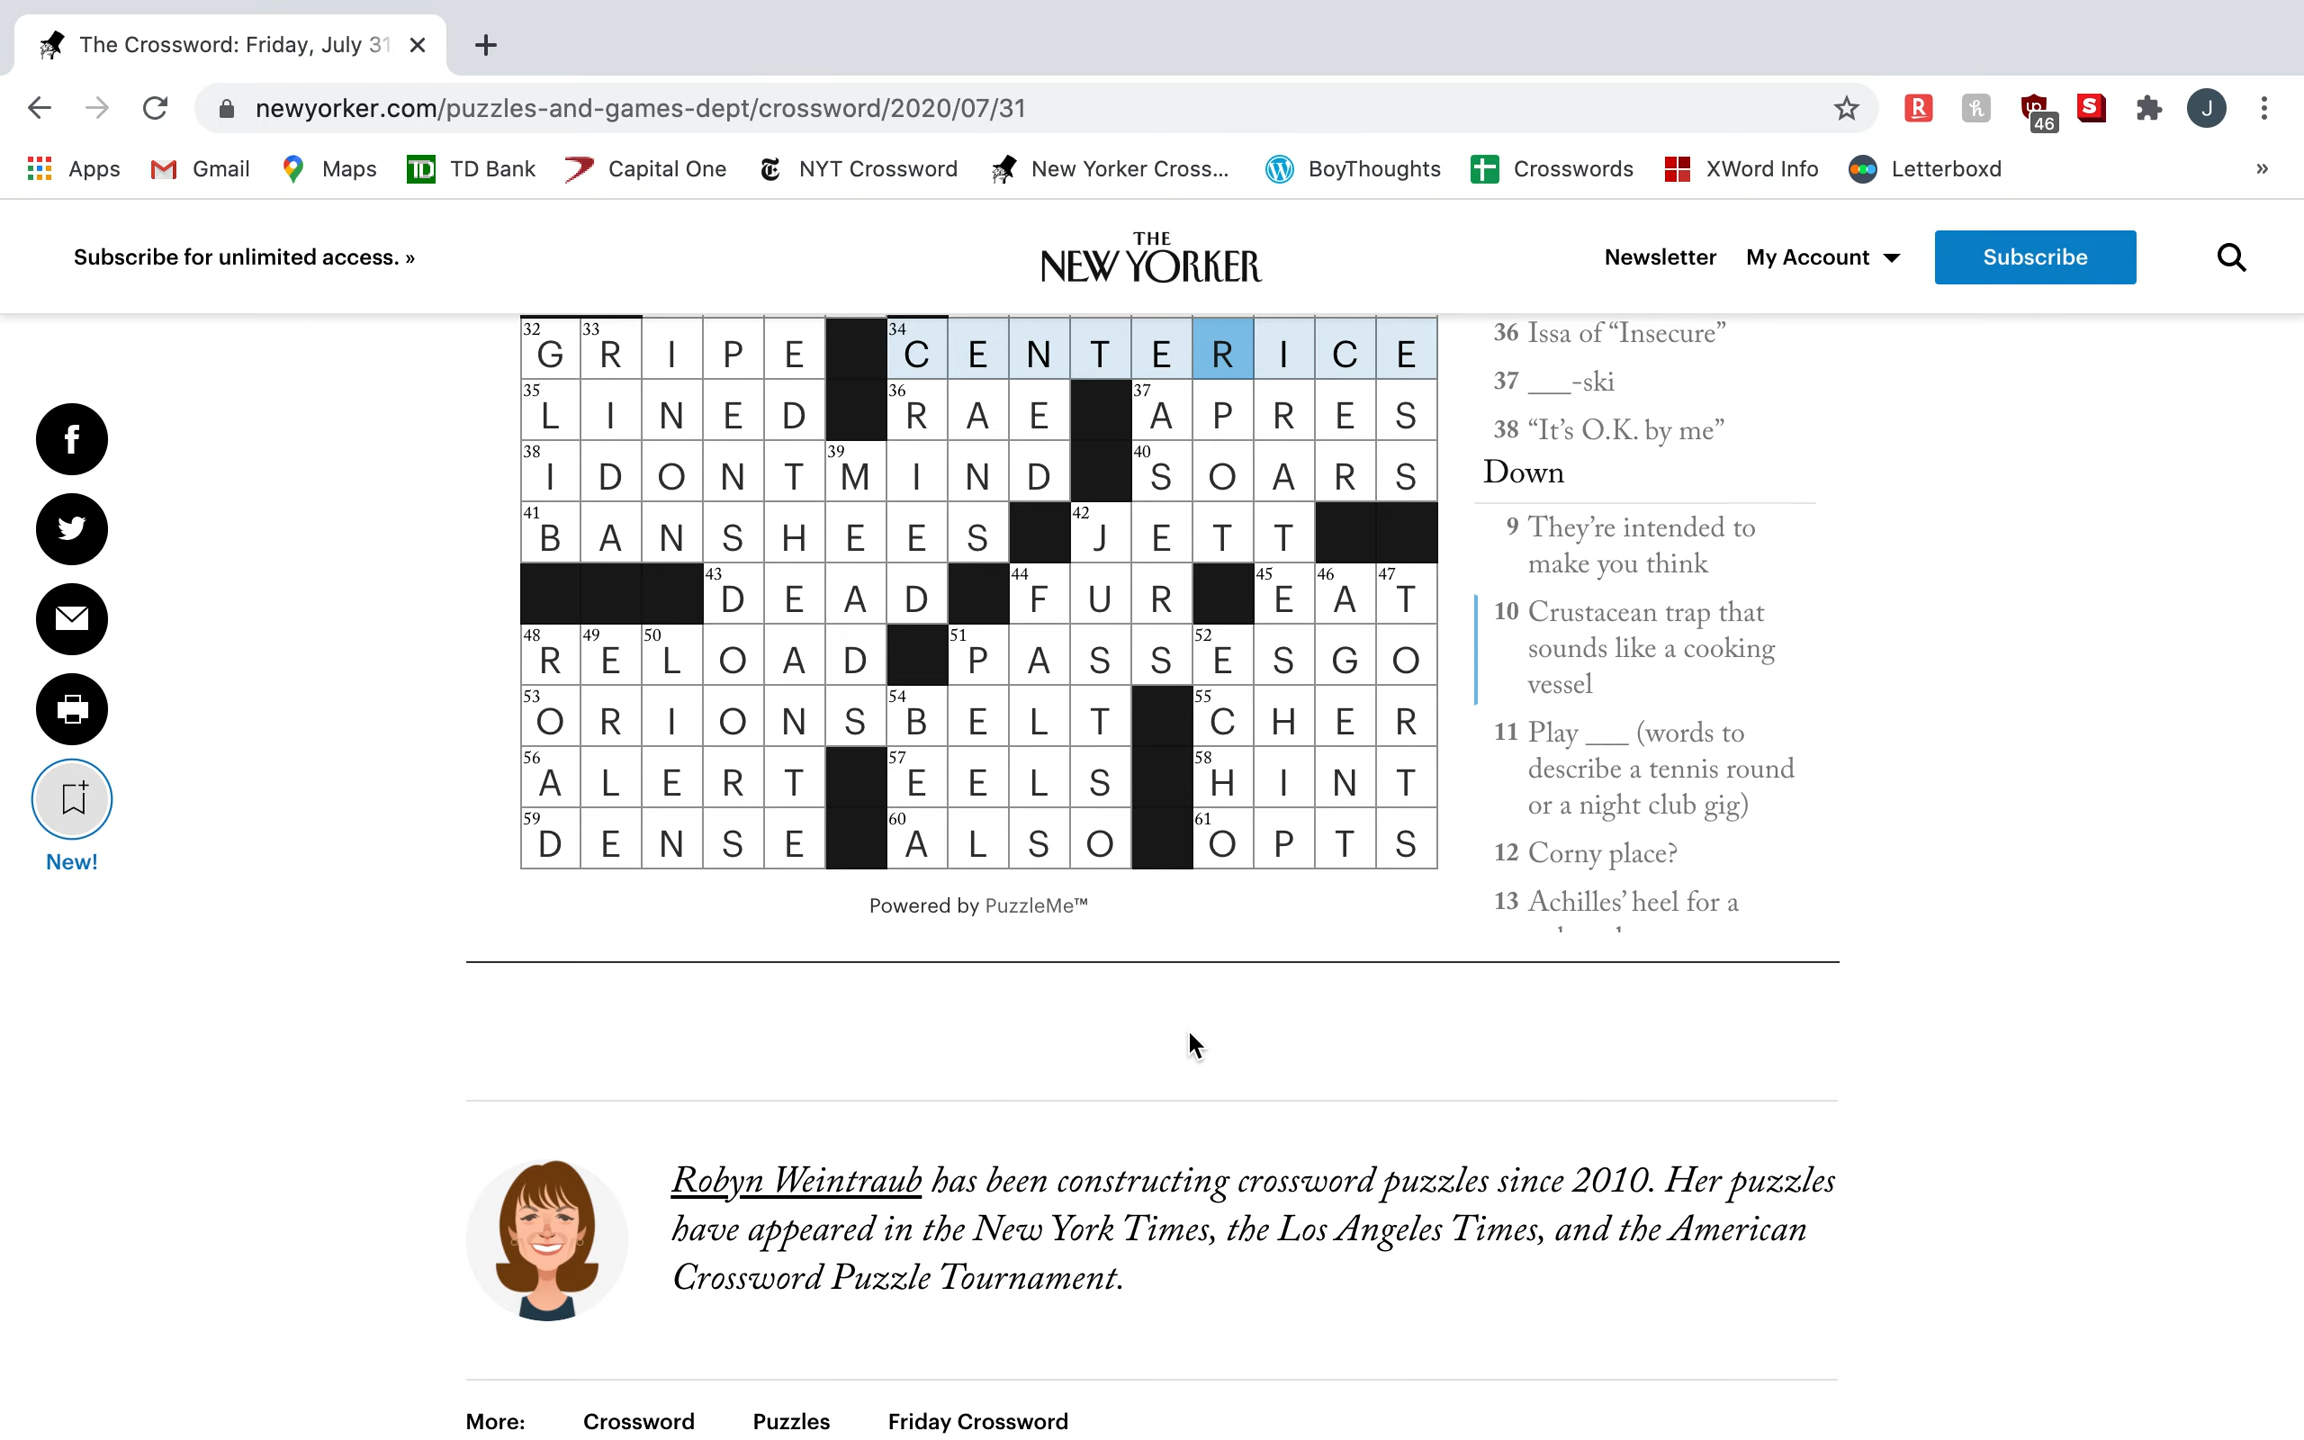 The Crossword: Friday, July 31
newyorker.com/puzzles-and-games-dept/crossword/2020/07/31
R h 46 S J
Apps Gmail Maps TD TD Bank Capital One NYT Crossword New Yorker Cross... BoyThoughts Crosswords XWord Info Letterboxd »
Subscribe for unlimited access. »
THE
NEW YORKER
Newsletter My Account Subscribe
32 G 33 R I P E 34 C E N T E R I C E
35 L I N E D 36 R A E 37 A P R E S
38 I D O N T 39 M I N D 40 S O A R S
41 B A N S H E E S 42 J E T T
43 D E A D 44 F U R 45 E 46 A 47 T
48 R 49 E 50 L O A D 51 P A S S 52 E S G O
53 O R I O N S 54 B E L T 55 C H E R
56 A L E R T 57 E E L S 58 H I N T
59 D E N S E 60 A L S O 61 O P T S
Powered by PuzzleMe™
36 Issa of “Insecure”
37 ___-ski
38 “It’s O.K. by me”
Down
9 They’re intended to
make you think
10 Crustacean trap that
sounds like a cooking
vessel
11 Play ___ (words to
describe a tennis round
or a night club gig)
12 Corny place?
13 Achilles’ heel for a
New!
Robyn Weintraub has been constructing crossword puzzles since 2010. Her puzzles
have appeared in the New York Times, the Los Angeles Times, and the American
Crossword Puzzle Tournament.
More: Crossword Puzzles Friday Crossword